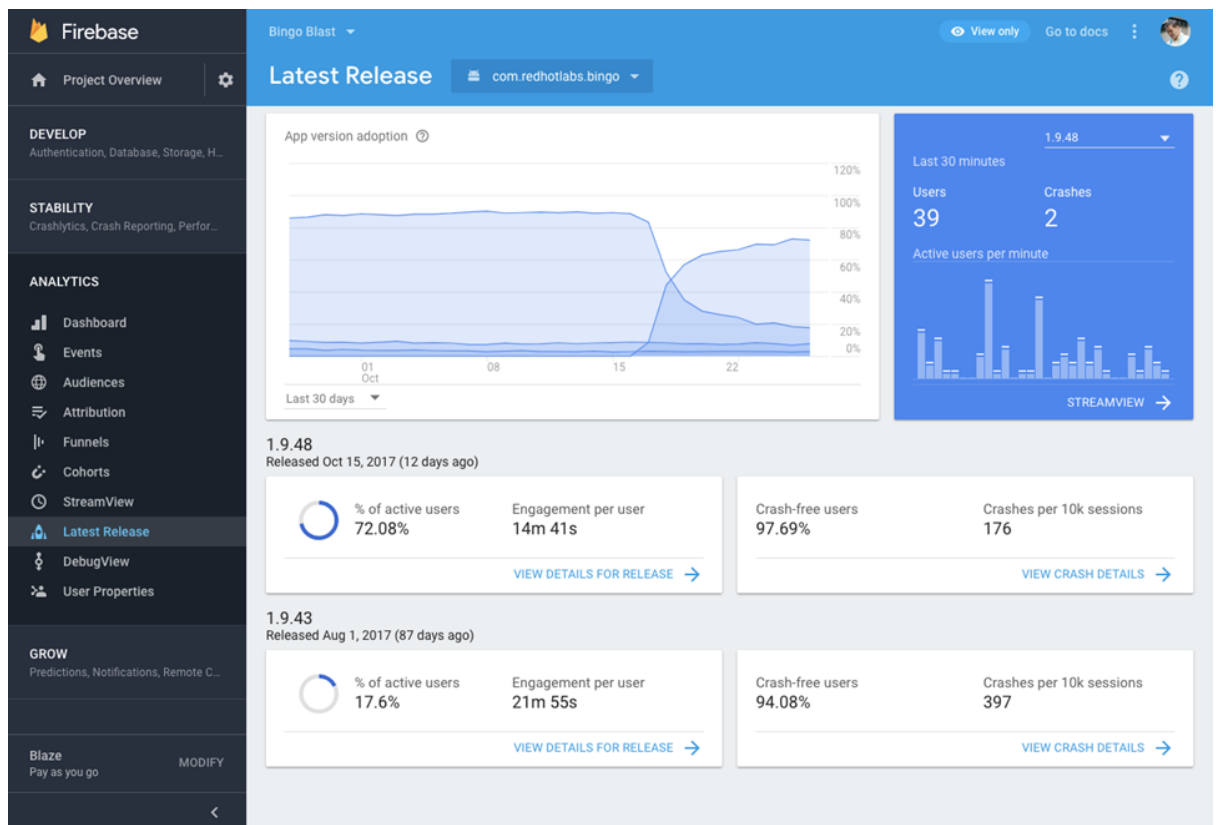 Firebase
Project Overview
DEVELOP
Authentication, Database, Storage, H...
STABILITY
Crashlytics, Crash Reporting, Perfor...
ANALYTICS
Dashboard
Events
Audiences
Attribution
Funnels
Cohorts
StreamView
Latest Release
DebugView
User Properties
GROW
Predictions, Notifications, Remote C...
Blaze
Pay as you go
MODIFY
Bingo Blast
View only
Go to docs
Latest Release
com.redhotlabs.bingo
App version adoption
120%
100%
80%
60%
40%
20%
0%
01 08 15 22
Oct
Last 30 days
1.9.48
Last 30 minutes
Users Crashes
39 2
Active users per minute
STREAMVIEW
1.9.48
Released Oct 15, 2017 (12 days ago)
% of active users Engagement per user
72.08% 14m 41s
VIEW DETAILS FOR RELEASE
Crash-free users Crashes per 10k sessions
97.69% 176
VIEW CRASH DETAILS
1.9.43
Released Aug 1, 2017 (87 days ago)
% of active users Engagement per user
17.6% 21m 55s
VIEW DETAILS FOR RELEASE
Crash-free users Crashes per 10k sessions
94.08% 397
VIEW CRASH DETAILS